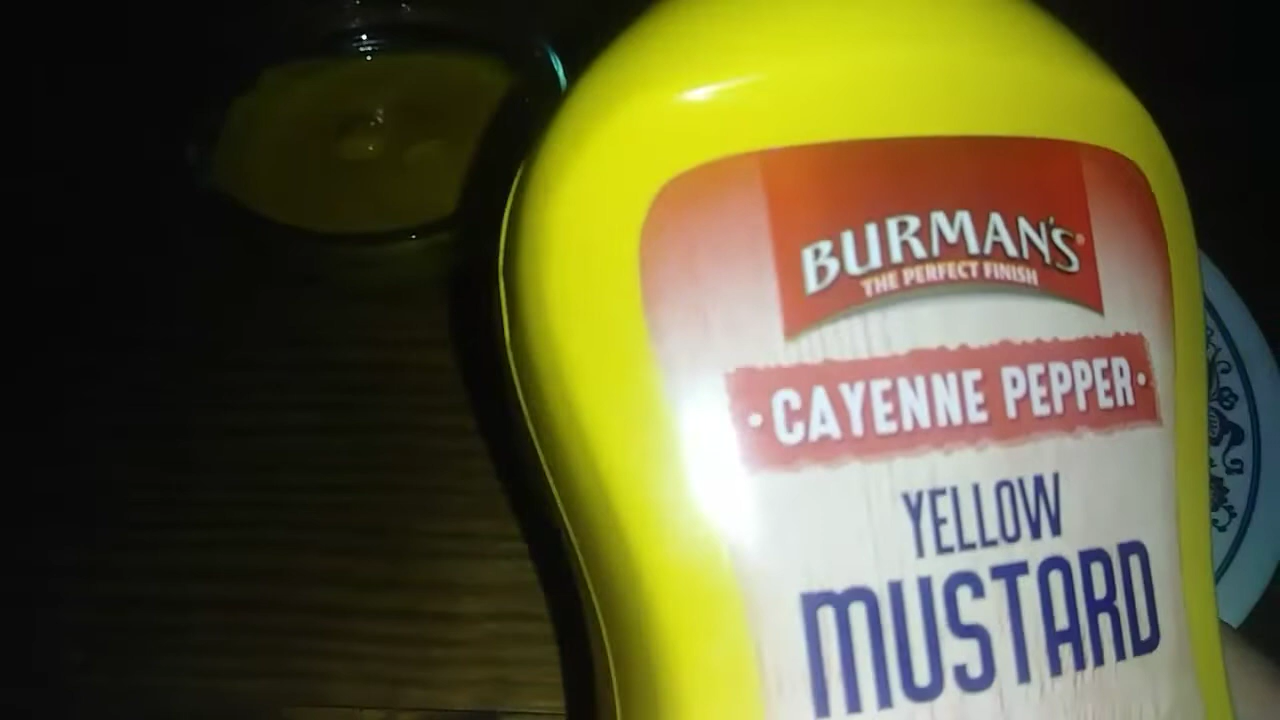 BURMAN'S®
THE PERFECT FINISH
· CAYENNE PEPPER ·
YELLOW
MUSTARD